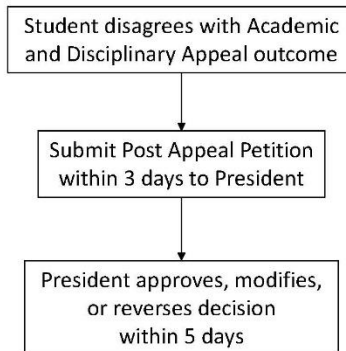 Student disagrees with Academic
and Disciplinary Appeal outcome
Submit Post Appeal Petition
within 3 days to President
President approves, modifies,
or reverses decision
within 5 days